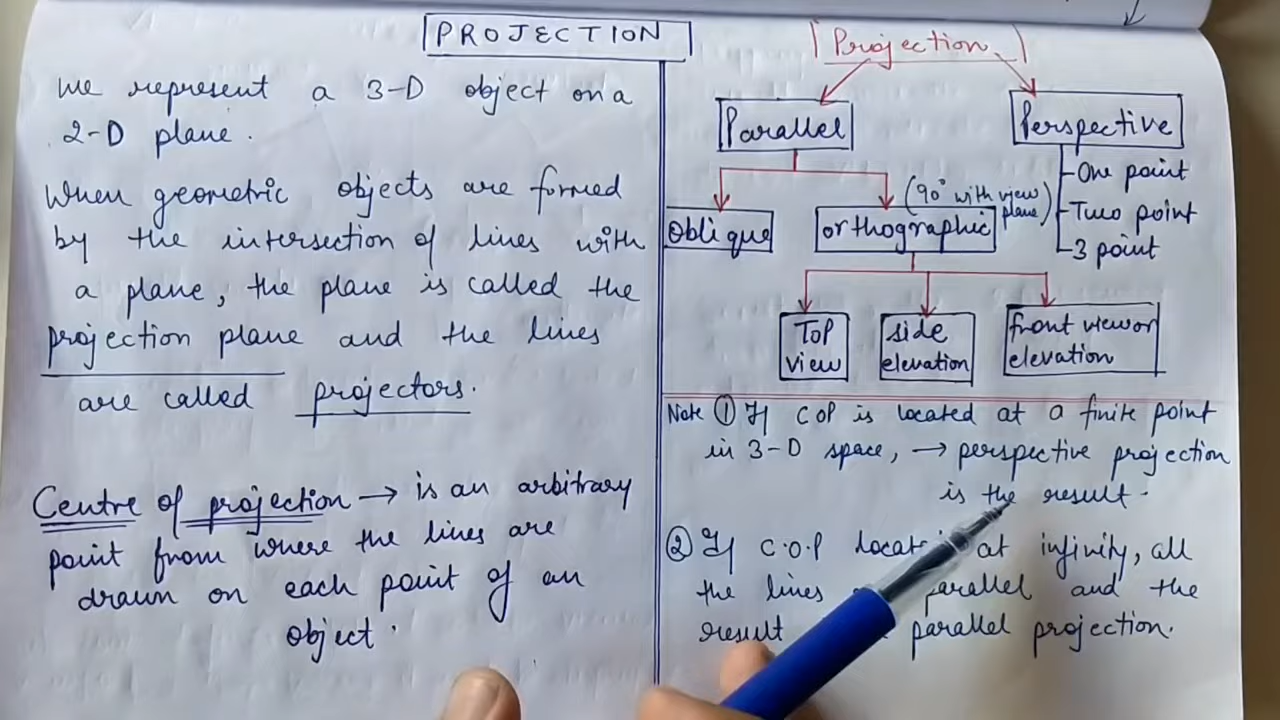 PROJECTION
we represent a 3-D object on a
2-D plane.
When geometric objects are formed
by the intersection of lines with
a plane, the plane is called the
projection plane and the lines
are called projectors.
Centre of projection → is an arbitrary
point from where the lines are
drawn on each point of an
object.
Projection
Parallel
Perspective
One point
Two point
3 point
Oblique
orthographic
(90° with view
plane)
Top
view
side
elevation
front view or
elevation
Note ① If COP is located at a finite point
in 3-D space, → perspective projection
is the result.
② If C.O.P at infinity, all
the lines parallel and the
result parallel projection.